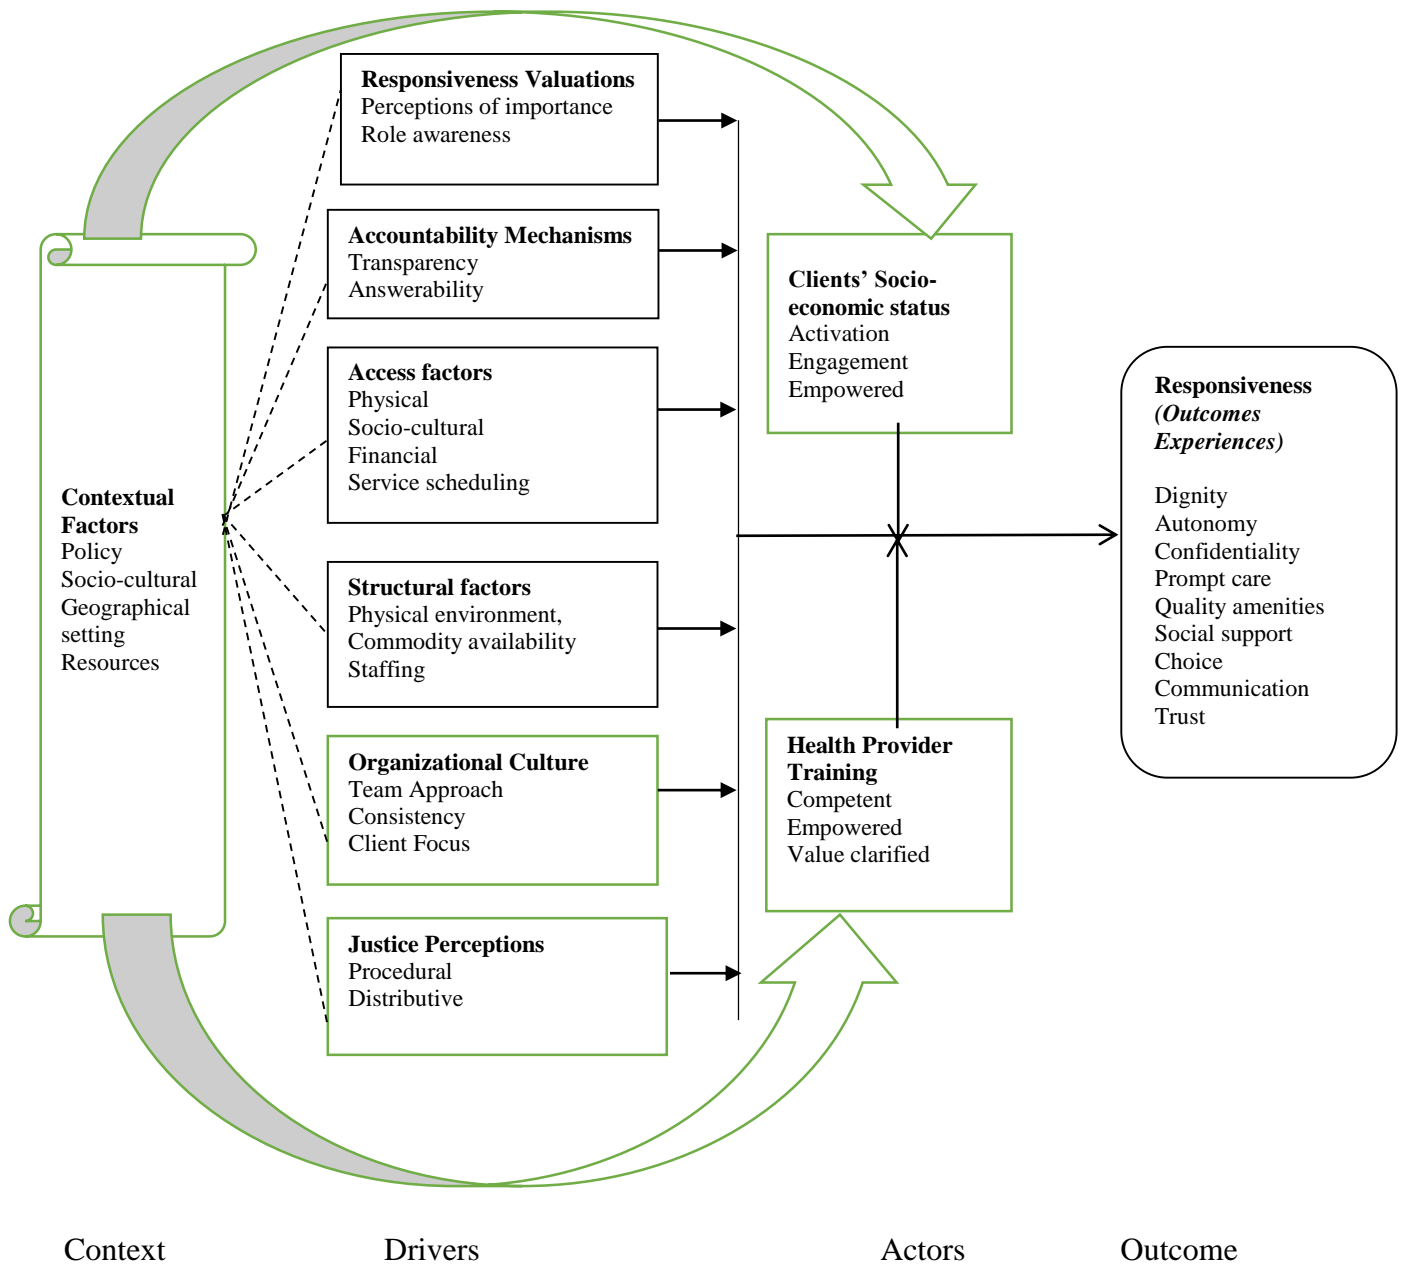 Contextual
Factors
Policy
Socio-cultural
Geographical
setting
Resources
Responsiveness Valuations
Perceptions of importance
Role awareness
Accountability Mechanisms
Transparency
Answerability
Access factors
Physical
Socio-cultural
Financial
Service scheduling
Structural factors
Physical environment,
Commodity availability
Staffing
Organizational Culture
Team Approach
Consistency
Client Focus
Justice Perceptions
Procedural
Distributive
Clients’ Socio-
economic status
Activation
Engagement
Empowered
Health Provider
Training
Competent
Empowered
Value clarified
Responsiveness
(Outcomes
Experiences)
Dignity
Autonomy
Confidentiality
Prompt care
Quality amenities
Social support
Choice
Communication
Trust
Context
Drivers
Actors
Outcome